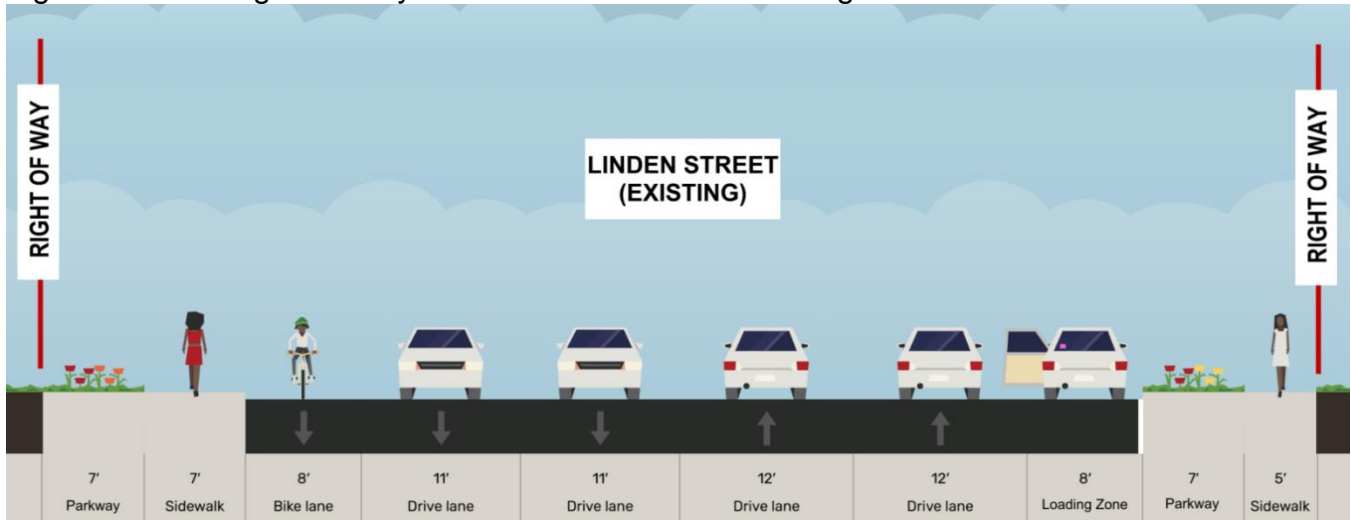 RIGHT OF WAY
LINDEN STREET
(EXISTING)
RIGHT OF WAY
7' 7' 8' 11' 11' 12' 12' 8' 7' 5'
Parkway Sidewalk Bike lane Drive lane Drive lane Drive lane Drive lane Loading Zone Parkway Sidewalk